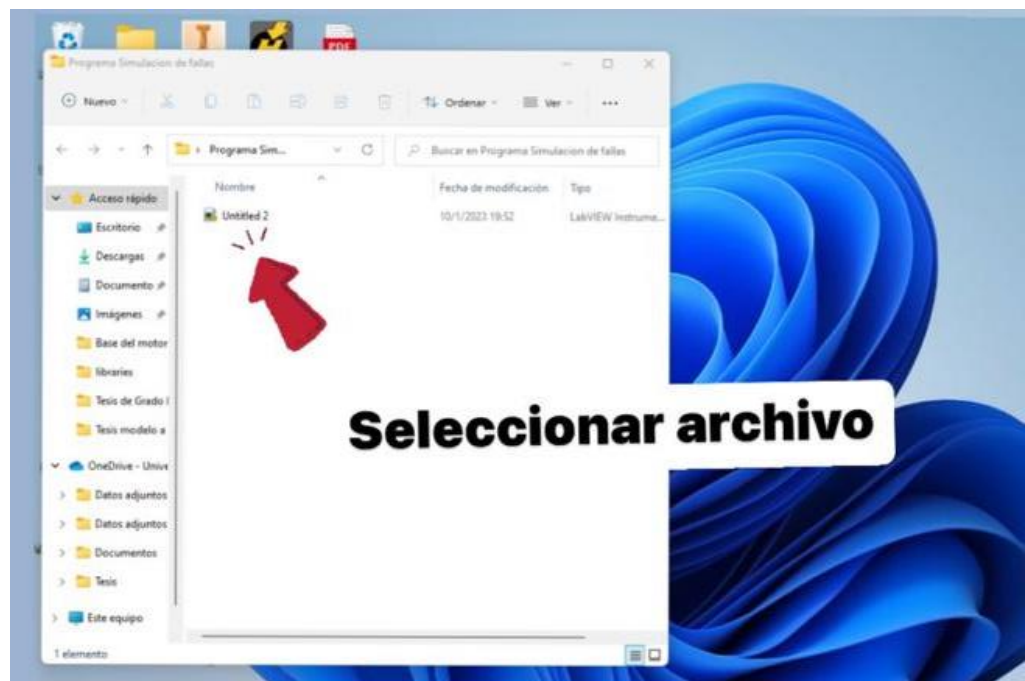 PDF
Programa Simulacion de fallas
Nuevo
Ordenar
Ver
Programa Sim...
Buscar en Programa Simulacion de fallas
Nombre
Fecha de modificación
Tipo
Acceso rápido
Untitled 2
10/1/2023 19:52
LabVIEW Instrume...
Escritorio
Descargas
Documento
Imágenes
Base del motor
libraries
Tesis de Grado
Tesis modelo a
Seleccionar archivo
OneDrive - Unive
Datos adjuntos
Datos adjuntos
Documentos
Tesis
Este equipo
1 elemento